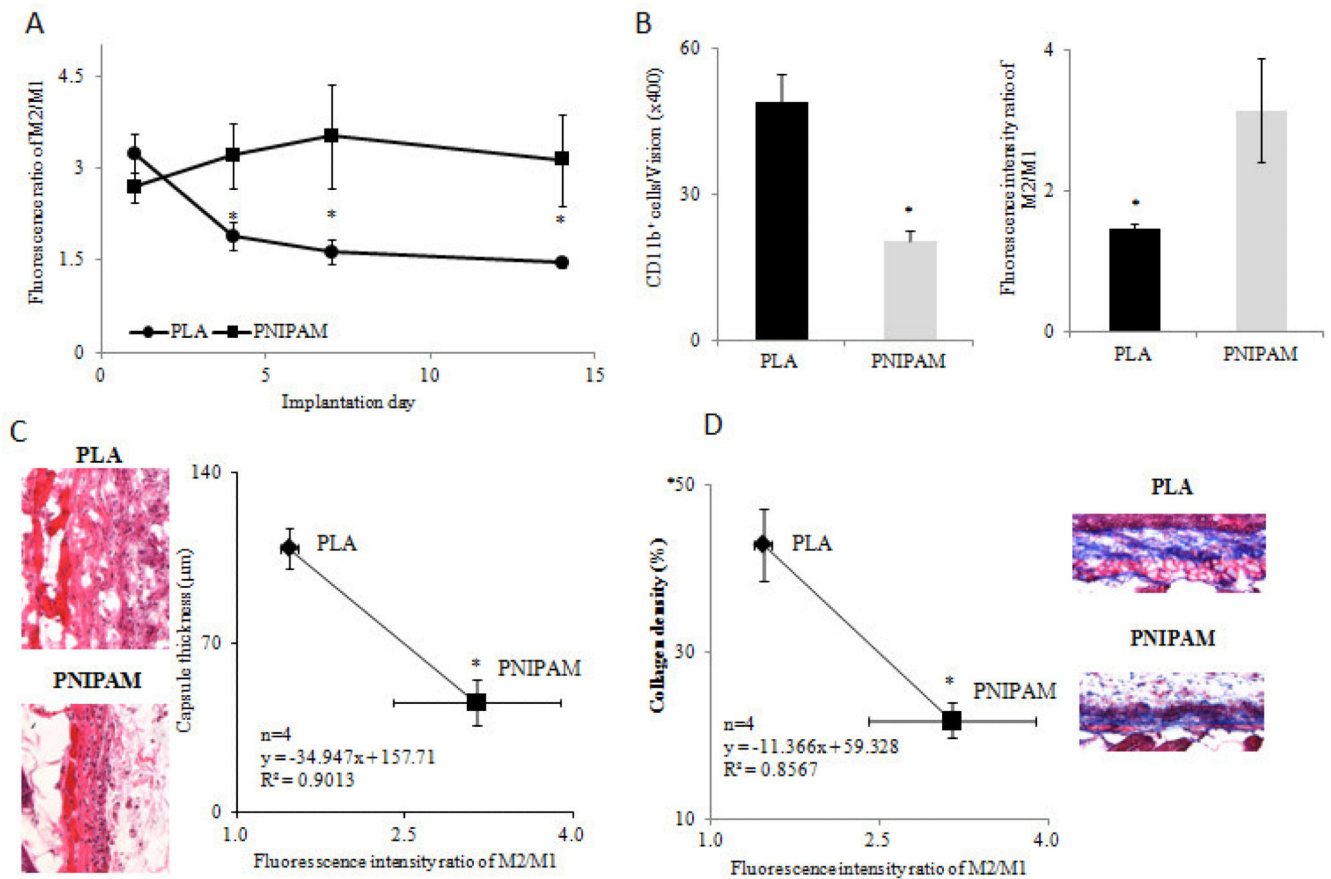 A
Fluorescence ratio of M2/M1
4.5
3
1.5
0
*
*
*
PLA
PNIPAM
0
5
10
15
Implantation day
B
CD11b⁺ cells/Vision (x400)
60
30
0
*
PLA
PNIPAM
Fluorescence intensity ratio of
M2/M1
4
2
0
*
PLA
PNIPAM
C
PLA
PNIPAM
Capsule thickness (µm)
140
70
0
PLA
*
PNIPAM
n=4
y = -34.947x + 157.71
R² = 0.9013
1.0
2.5
4.0
Fluoresscence intensity ratio of M2/M1
D
Collagen density (%)
*50
30
10
PLA
*
PNIPAM
n=4
y = -11.366x + 59.328
R² = 0.8567
1.0
2.5
4.0
Fluorescence intensity ratio of M2/M1
PLA
PNIPAM